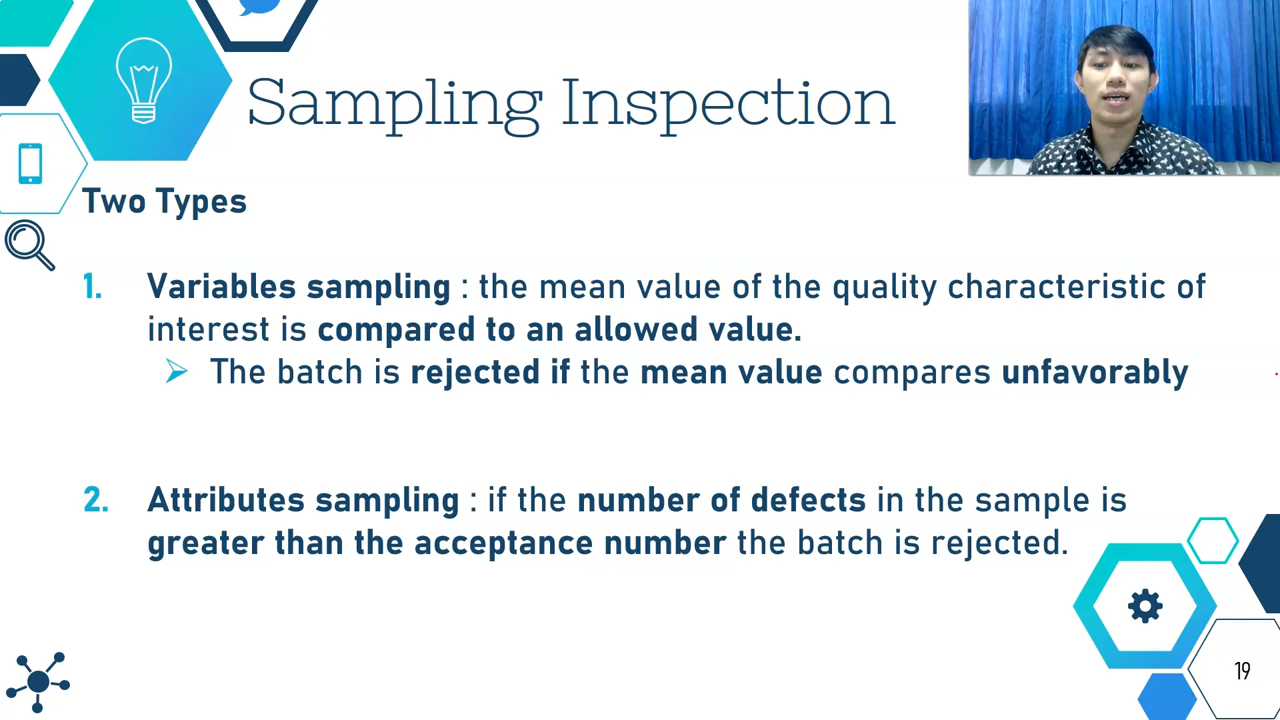 Sampling Inspection
Two Types
1. Variables sampling : the mean value of the quality characteristic of
interest is compared to an allowed value.
➢ The batch is rejected if the mean value compares unfavorably
2. Attributes sampling : if the number of defects in the sample is
greater than the acceptance number the batch is rejected.
19